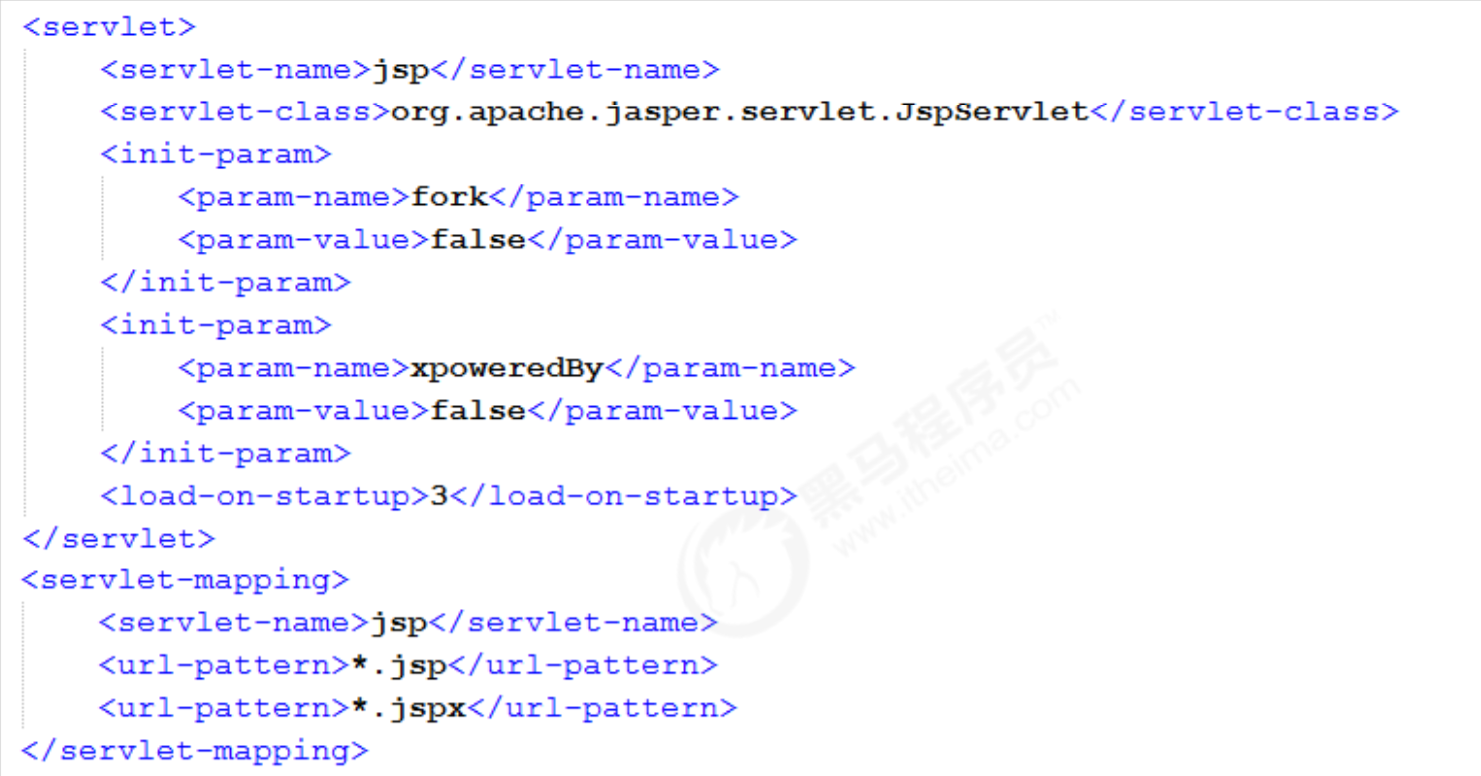 <servlet>
    <servlet-name>jsp</servlet-name>
    <servlet-class>org.apache.jasper.servlet.JspServlet</servlet-class>
    <init-param>
        <param-name>fork</param-name>
        <param-value>false</param-value>
    </init-param>
    <init-param>
        <param-name>xpoweredBy</param-name>
        <param-value>false</param-value>
    </init-param>
    <load-on-startup>3</load-on-startup>
</servlet>
<servlet-mapping>
    <servlet-name>jsp</servlet-name>
    <url-pattern>*.jsp</url-pattern>
    <url-pattern>*.jspx</url-pattern>
</servlet-mapping>
黑马程序员™
www.itheima.com